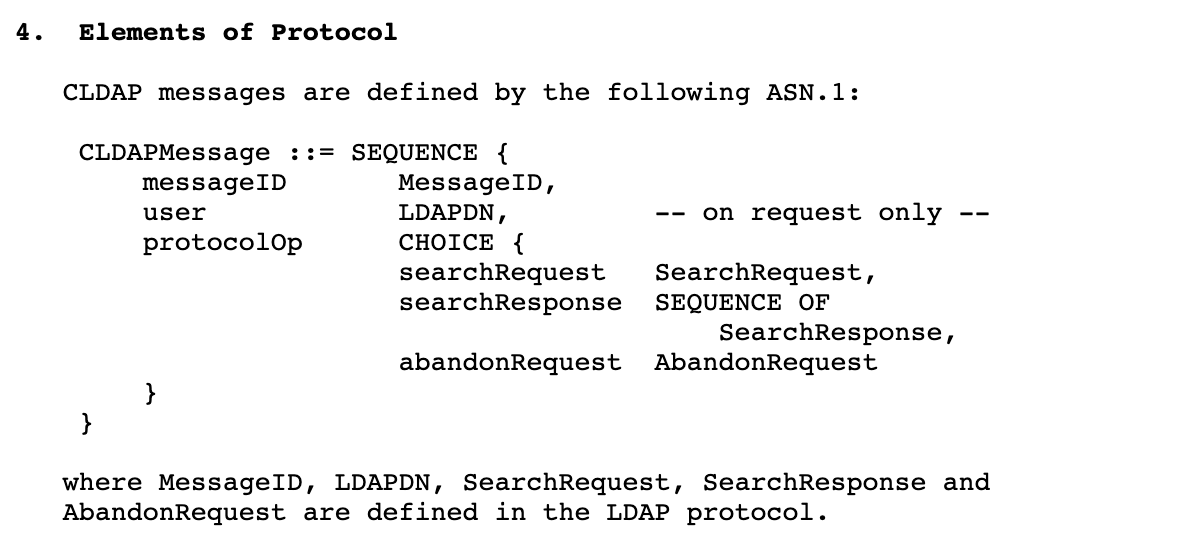 4.  Elements of Protocol
CLDAP messages are defined by the following ASN.1:
CLDAPMessage ::= SEQUENCE {
messageID       MessageID,
user            LDAPDN,         -- on request only --
protocolOp      CHOICE {
searchRequest   SearchRequest,
searchResponse  SEQUENCE OF
SearchResponse,
abandonRequest  AbandonRequest
}
}
where MessageID, LDAPDN, SearchRequest, SearchResponse and
AbandonRequest are defined in the LDAP protocol.